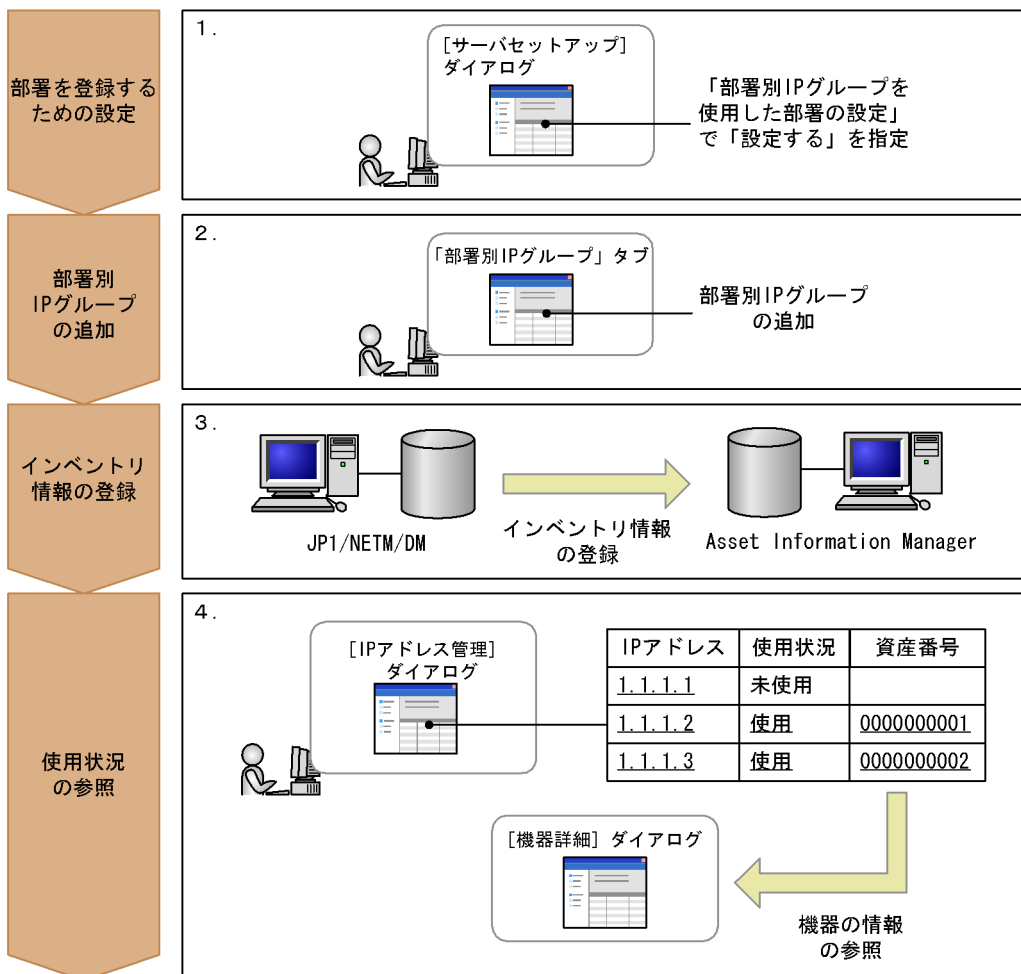 部署を登録する
ための設定
1.
[サーバセットアップ]
ダイアログ
「部署別IPグループを
使用した部署の設定」
で「設定する」を指定
部署別
IPグループ
の追加
2.
「部署別IPグループ」タブ
部署別IPグループ
の追加
インベントリ
情報の登録
3.
JP1/NETM/DM
インベントリ情報
の登録
Asset Information Manager
使用状況
の参照
4.
[IPアドレス管理]
ダイアログ
IPアドレス 使用状況 資産番号
1.1.1.1 未使用
1.1.1.2 使用 0000000001
1.1.1.3 使用 0000000002
[機器詳細] ダイアログ
機器の情報
の参照